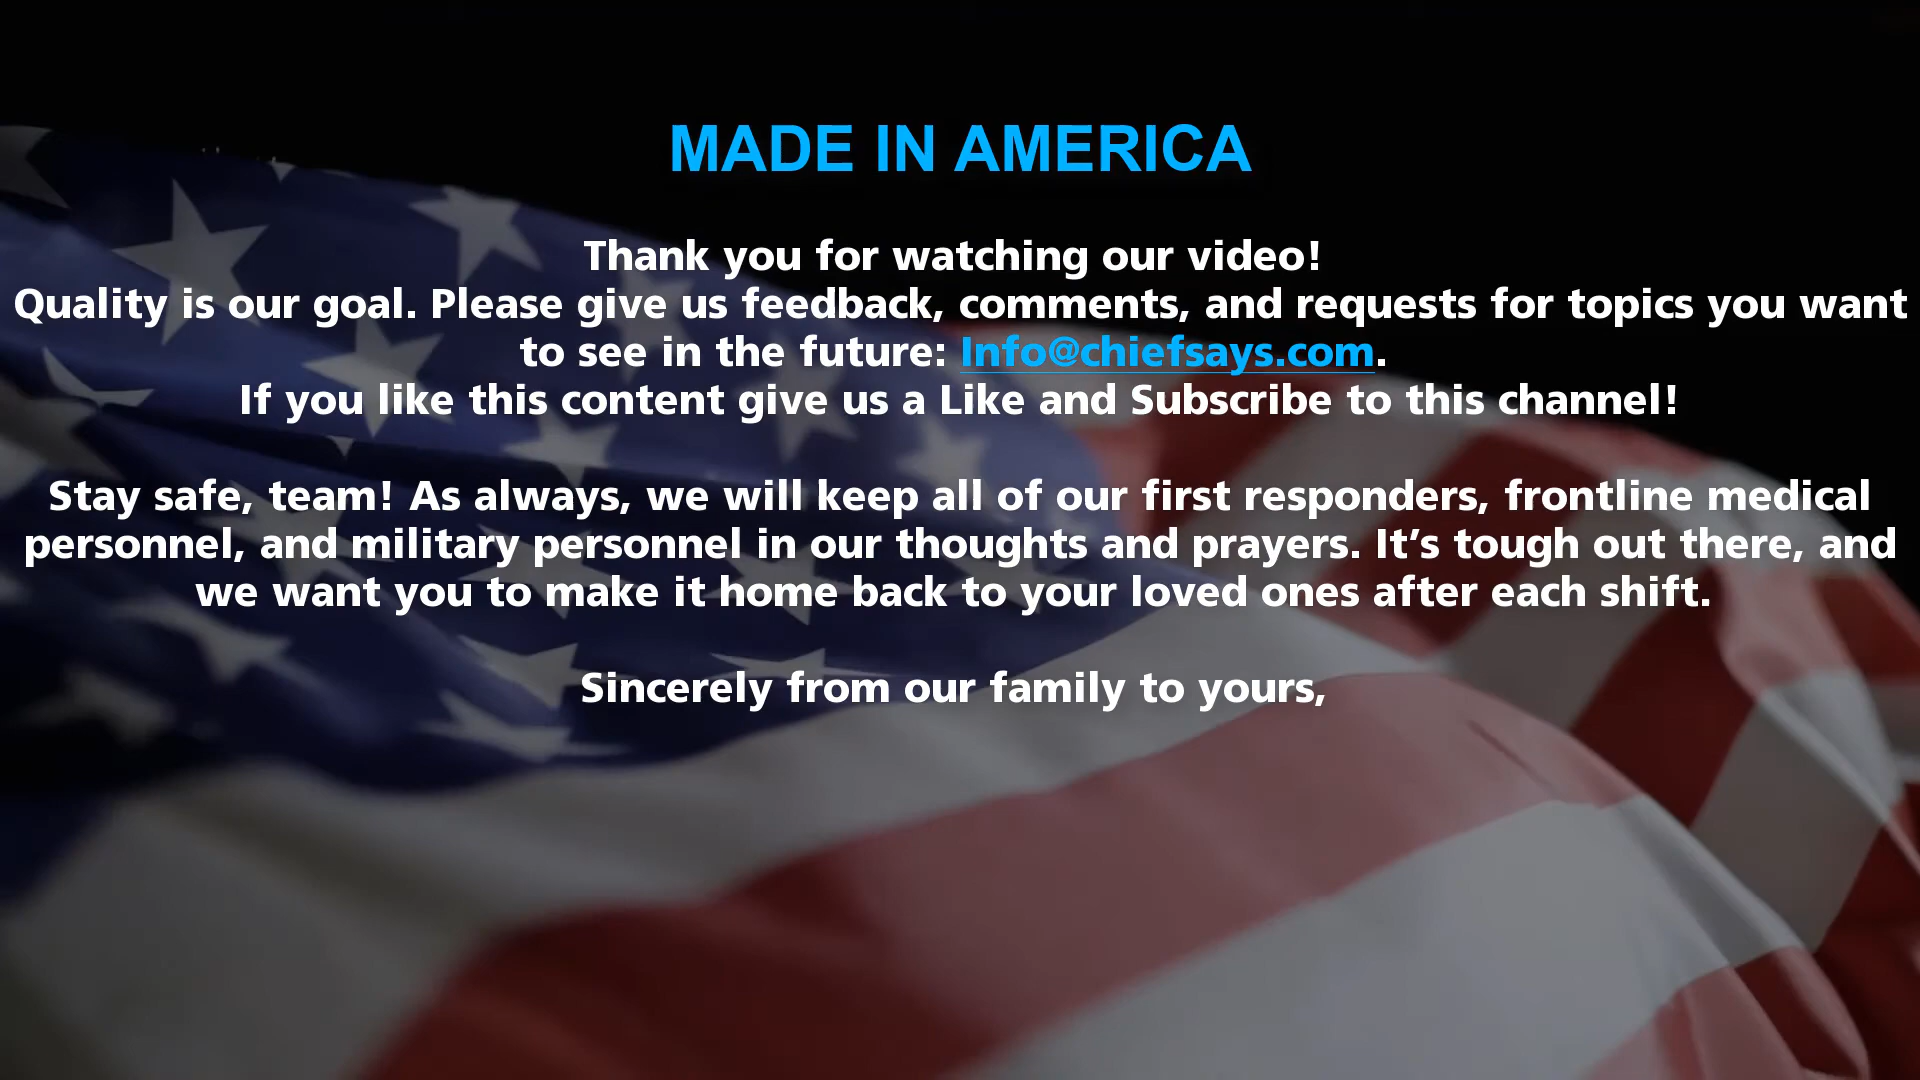 MADE IN AMERICA
Thank you for watching our video!
Quality is our goal. Please give us feedback, comments, and requests for topics you want
to see in the future: Info@chiefsays.com.
If you like this content give us a Like and Subscribe to this channel!
Stay safe, team! As always, we will keep all of our first responders, frontline medical
personnel, and military personnel in our thoughts and prayers. It’s tough out there, and
we want you to make it home back to your loved ones after each shift.
Sincerely from our family to yours,